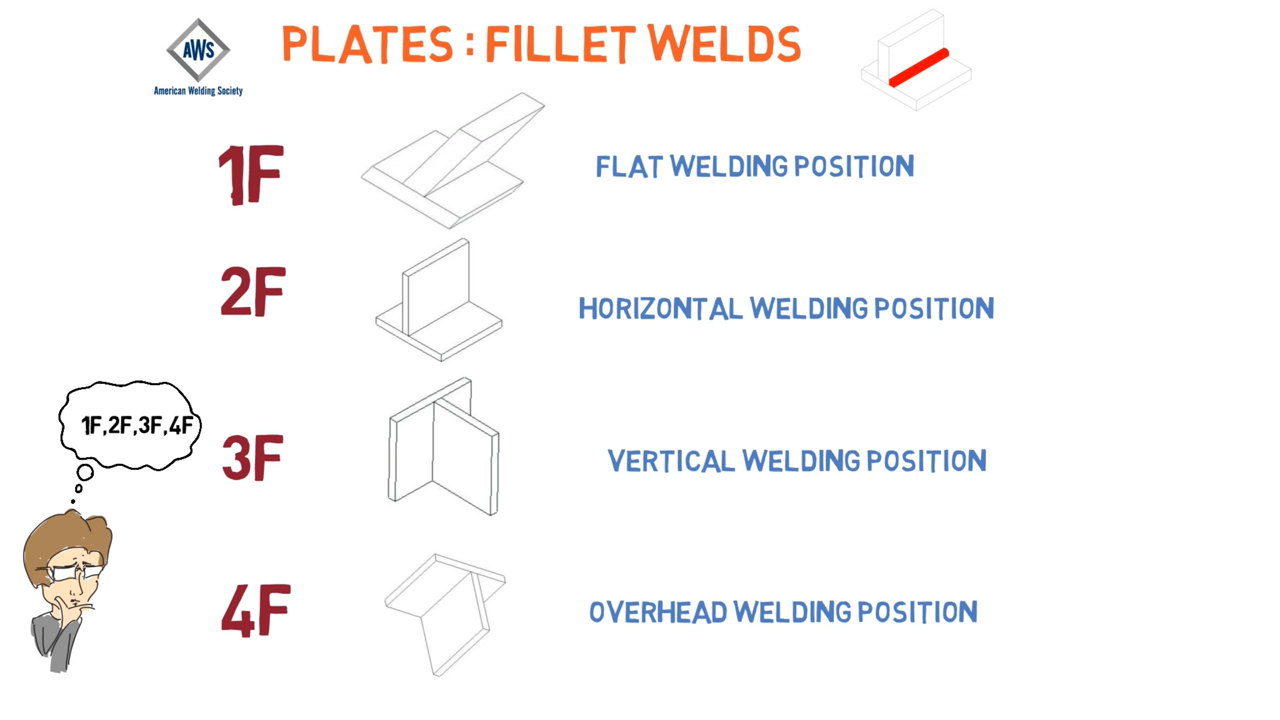 AWS
American Welding Society
PLATES : FILLET WELDS
1F
FLAT WELDING POSITION
2F
HORIZONTAL WELDING POSITION
1F,2F,3F,4F
3F
VERTICAL WELDING POSITION
4F
OVERHEAD WELDING POSITION